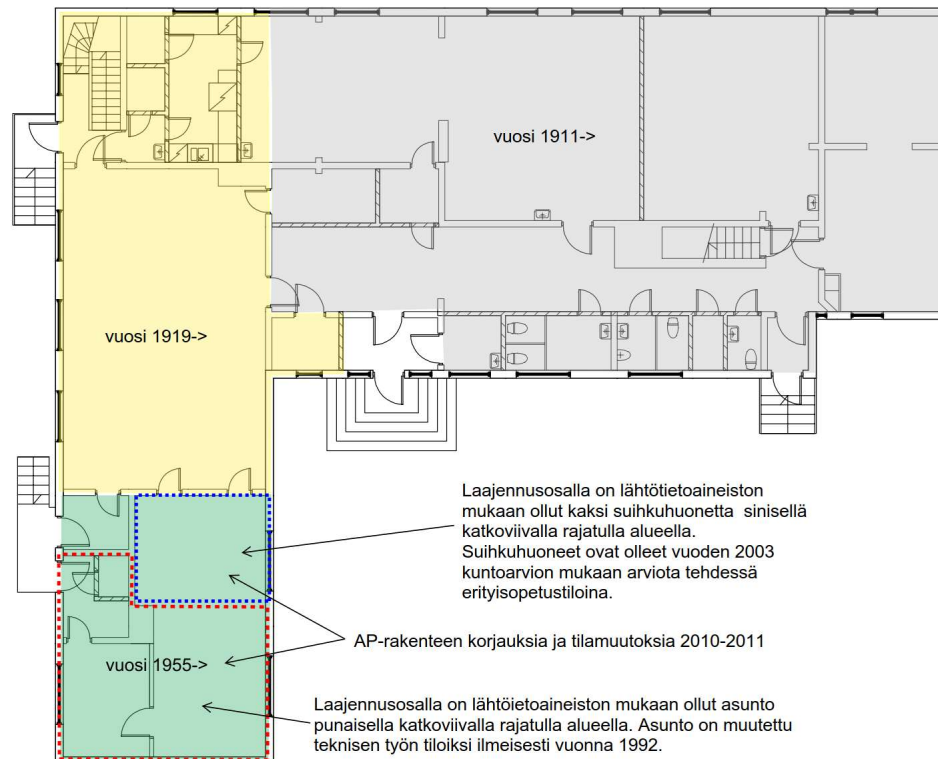 vuosi 1911->
vuosi 1919->
Laajennusosalla on lähtötietoaineiston
mukaan ollut kaksi suihkuhuonetta sinisellä
katkoviivalla rajatulla alueella.
Suihkuhuoneet ovat olleet vuoden 2003
kuntoarvion mukaan arviota tehdessä
erityisopetustiloina.
AP-rakenteen korjauksia ja tilamuutoksia 2010-2011
vuosi 1955->
Laajennusosalla on lähtöietoaineiston mukaan ollut asunto
punaisella katkoviivalla rajatulla alueella. Asunto on muutettu
teknisen työn tiloiksi ilmeisesti vuonna 1992.